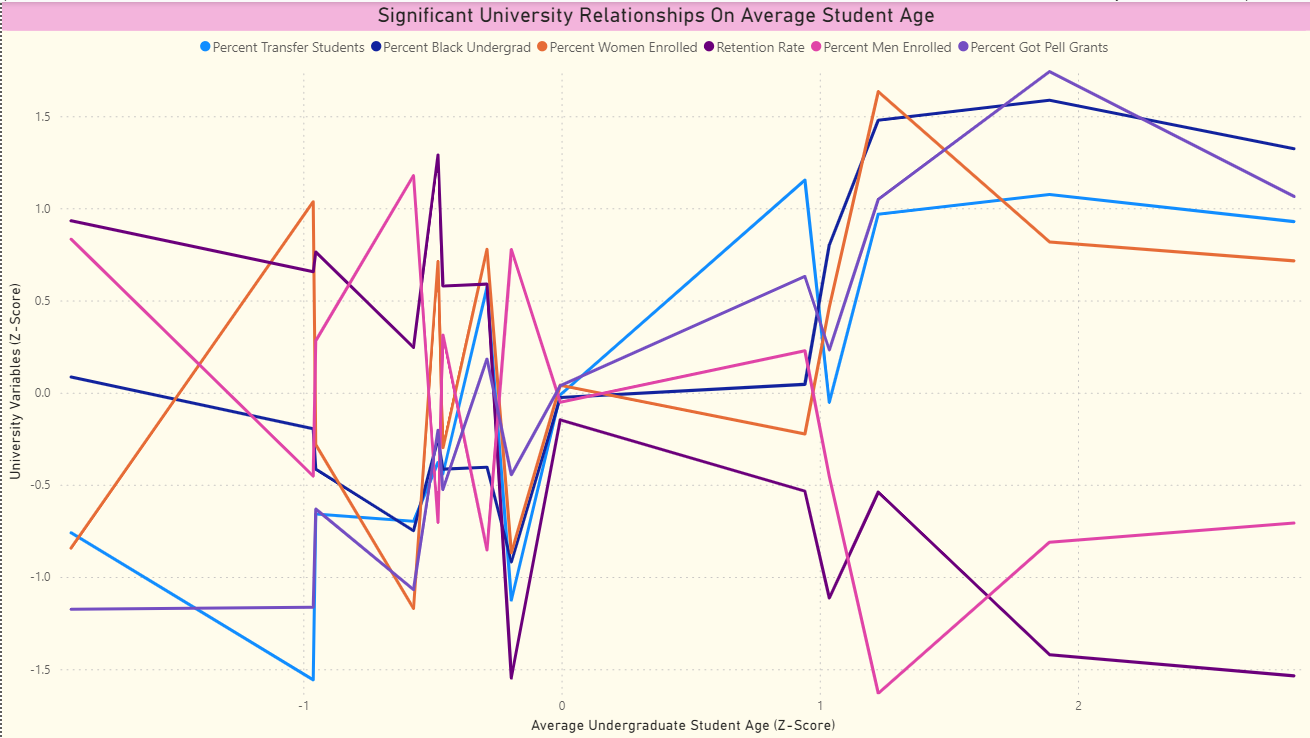 Significant University Relationships On Average Student Age
Percent Transfer Students Percent Black Undergrad Percent Women Enrolled Retention Rate Percent Men Enrolled Percent Got Pell Grants
1.5
1.0
0.5
0.0
-0.5
-1.0
-1.5
University Variables (Z-Score)
-1 0 1 2
Average Undergraduate Student Age (Z-Score)